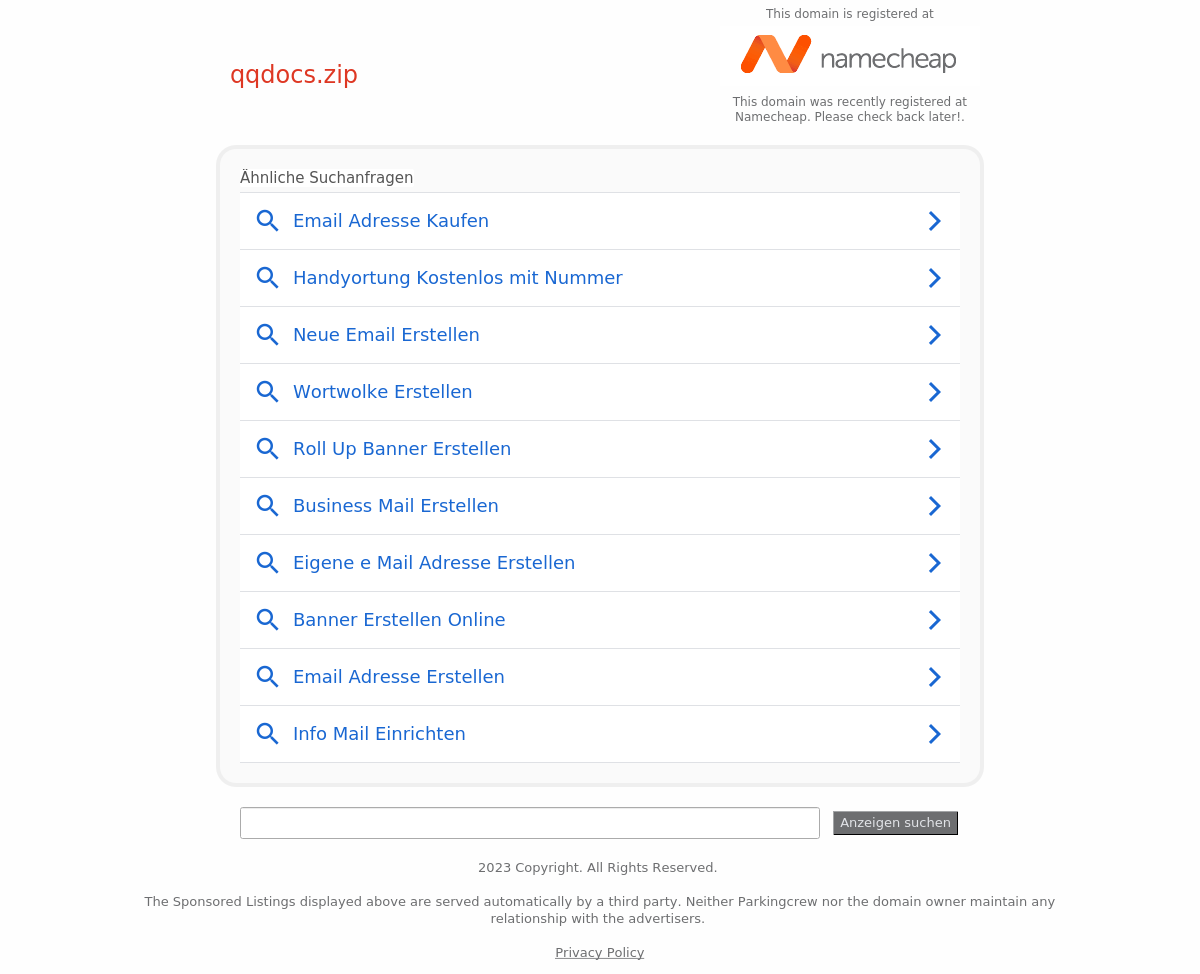 This domain is registered at
namecheap
qqdocs.zip
This domain was recently registered at
Namecheap. Please check back later!.
Ähnliche Suchanfragen
Email Adresse Kaufen
Handyortung Kostenlos mit Nummer
Neue Email Erstellen
Wortwolke Erstellen
Roll Up Banner Erstellen
Business Mail Erstellen
Eigene e Mail Adresse Erstellen
Banner Erstellen Online
Email Adresse Erstellen
Info Mail Einrichten
Anzeigen suchen
2023 Copyright. All Rights Reserved.
The Sponsored Listings displayed above are served automatically by a third party. Neither Parkingcrew nor the domain owner maintain any
relationship with the advertisers.
Privacy Policy